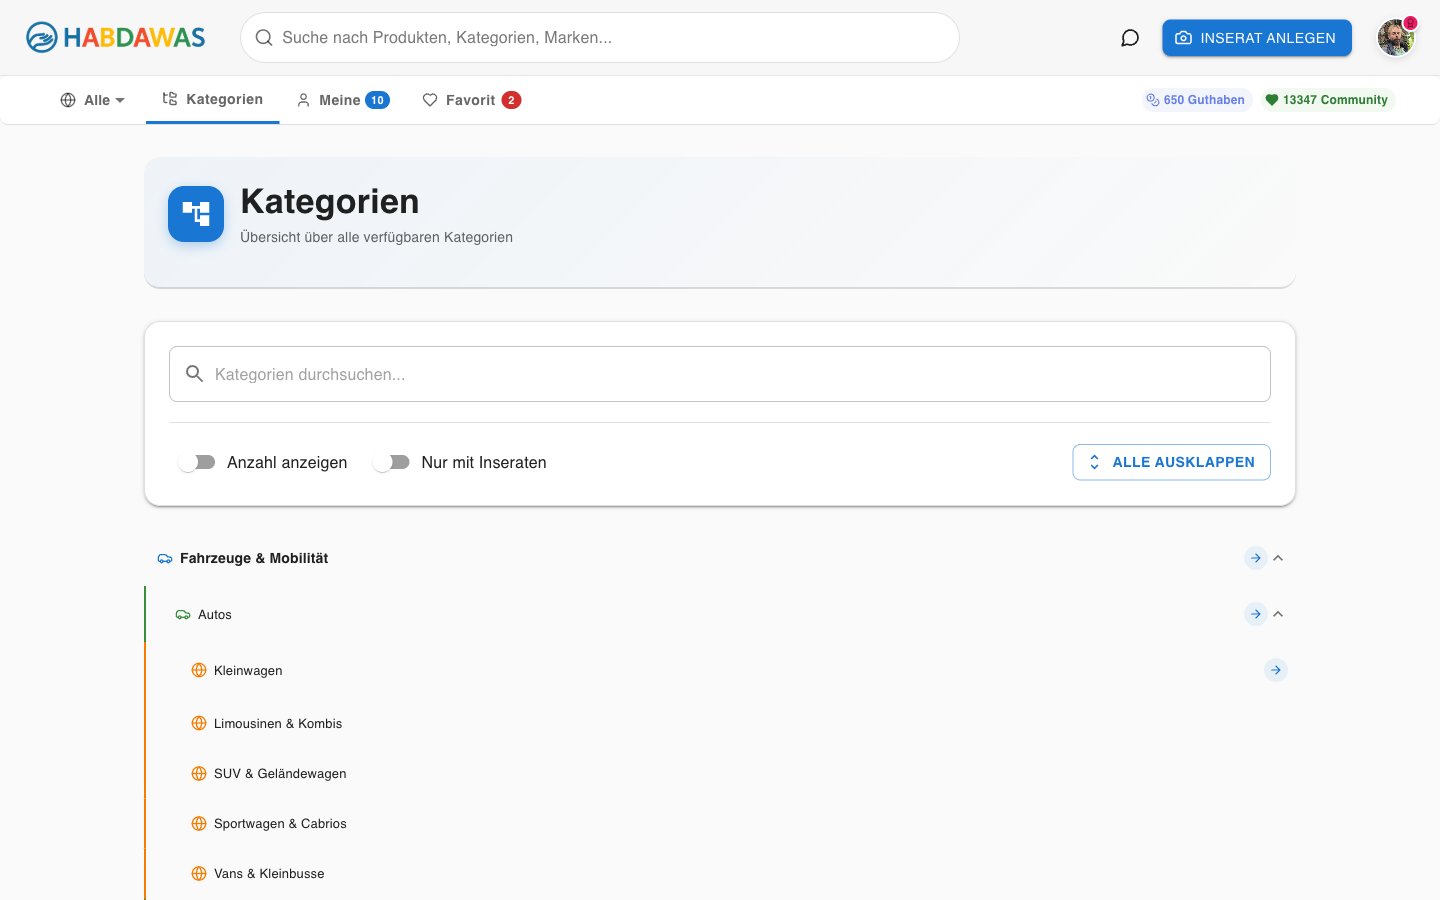 HABDAWAS
Suche nach Produkten, Kategorien, Marken...
INSERAT ANLEGEN
Alle
Kategorien
Meine 10
Favorit 2
650 Guthaben
13347 Community
Kategorien
Übersicht über alle verfügbaren Kategorien
Kategorien durchsuchen...
Anzahl anzeigen
Nur mit Inseraten
ALLE AUSKLAPPEN
Fahrzeuge & Mobilität
Autos
Kleinwagen
Limousinen & Kombis
SUV & Geländewagen
Sportwagen & Cabrios
Vans & Kleinbusse